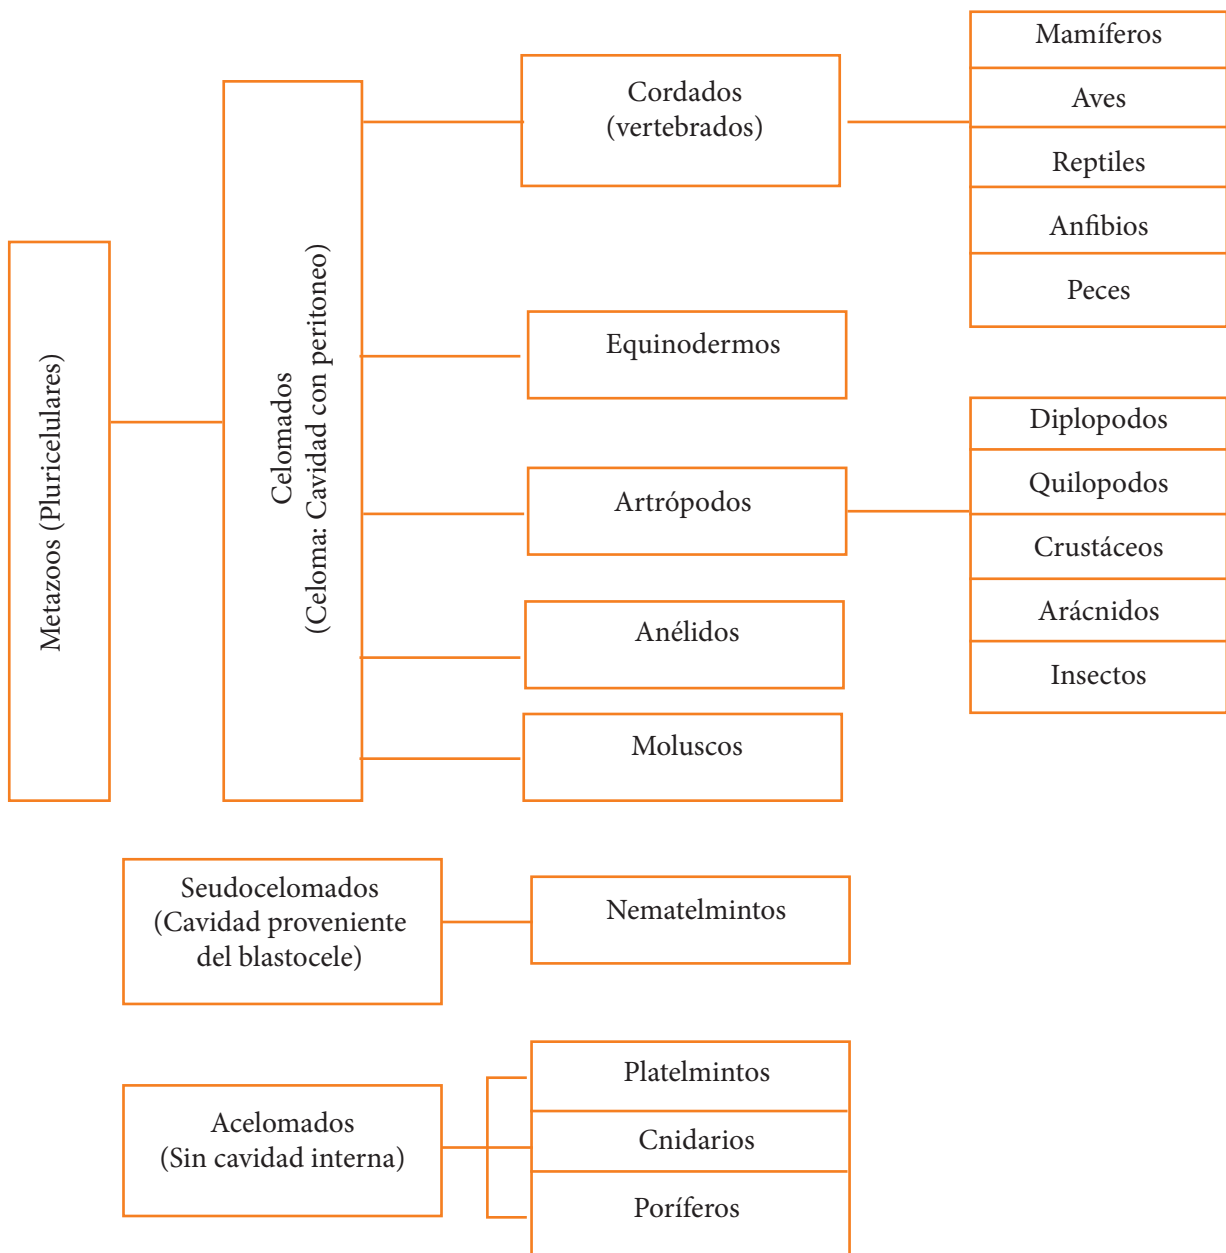 Metazoos (Pluricelulares)
Celomados
(Celoma: Cavidad con peritoneo)
Cordados
(vertebrados)
Mamíferos
Aves
Reptiles
Anfibios
Peces
Equinodermos
Artrópodos
Diplopodos
Quilopodos
Crustáceos
Arácnidos
Insectos
Anélidos
Moluscos
Seudocelomados
(Cavidad proveniente
del blastocele)
Nematelmintos
Acelomados
(Sin cavidad interna)
Platelmintos
Cnidarios
Poríferos